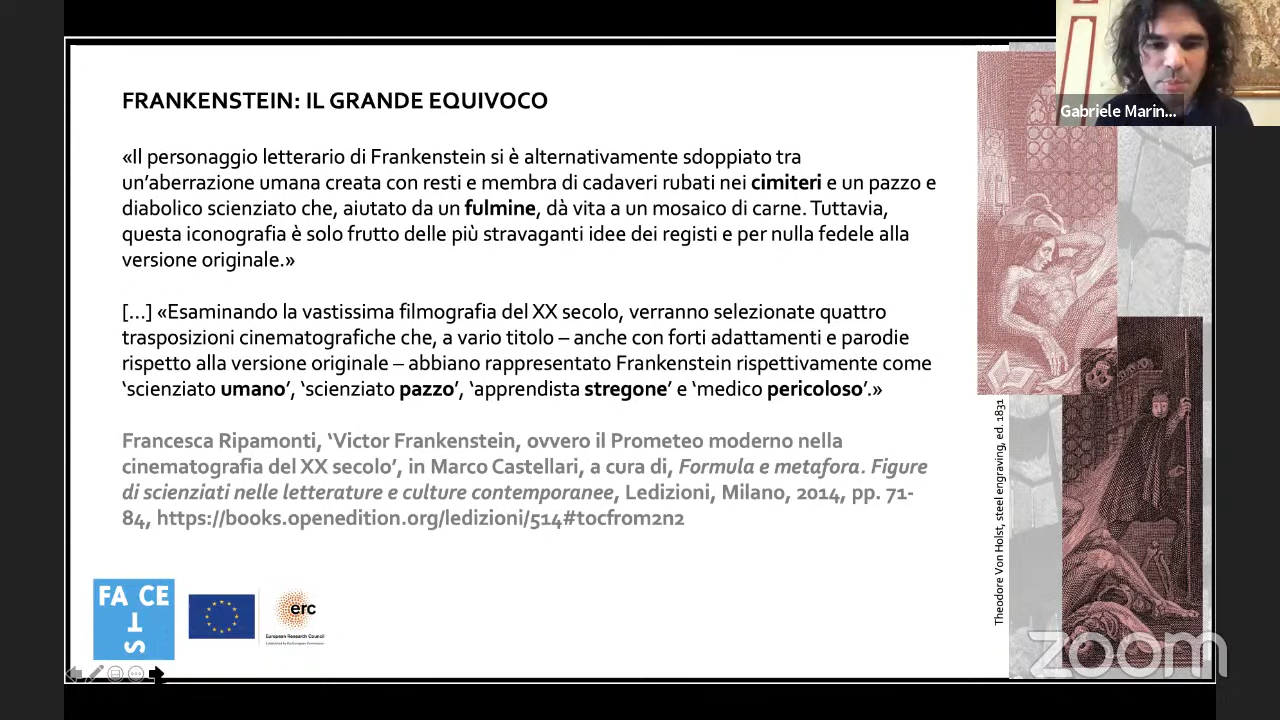 Gabriele Marin...
FRANKENSTEIN: IL GRANDE EQUIVOCO
«Il personaggio letterario di Frankenstein si è alternativamente sdoppiato tra
un'aberrazione umana creata con resti e membra di cadaveri rubati nei cimiteri e un pazzo e
diabolico scienziato che, aiutato da un fulmine, dà vita a un mosaico di carne. Tuttavia,
questa iconografia è solo frutto delle più stravaganti idee dei registi e per nulla fedele alla
versione originale.»
[...] «Esaminando la vastissima filmografia del XX secolo, verranno selezionate quattro
trasposizioni cinematografiche che, a vario titolo – anche con forti adattamenti e parodie
rispetto alla versione originale – abbiano rappresentato Frankenstein rispettivamente come
'scienziato umano', 'scienziato pazzo', 'apprendista stregone' e 'medico pericoloso'.»
Francesca Ripamonti, 'Victor Frankenstein, ovvero il Prometeo moderno nella
cinematografia del XX secolo', in Marco Castellari, a cura di, Formula e metafora. Figure
di scienziati nelle letterature e culture contemporanee, Ledizioni, Milano, 2014, pp. 71-
84, https://books.openedition.org/ledizioni/514#tocfrom2n2
Theodore Von Holst, steel engraving, ed. 1831
FACETS
erc
European Research Council
zoom